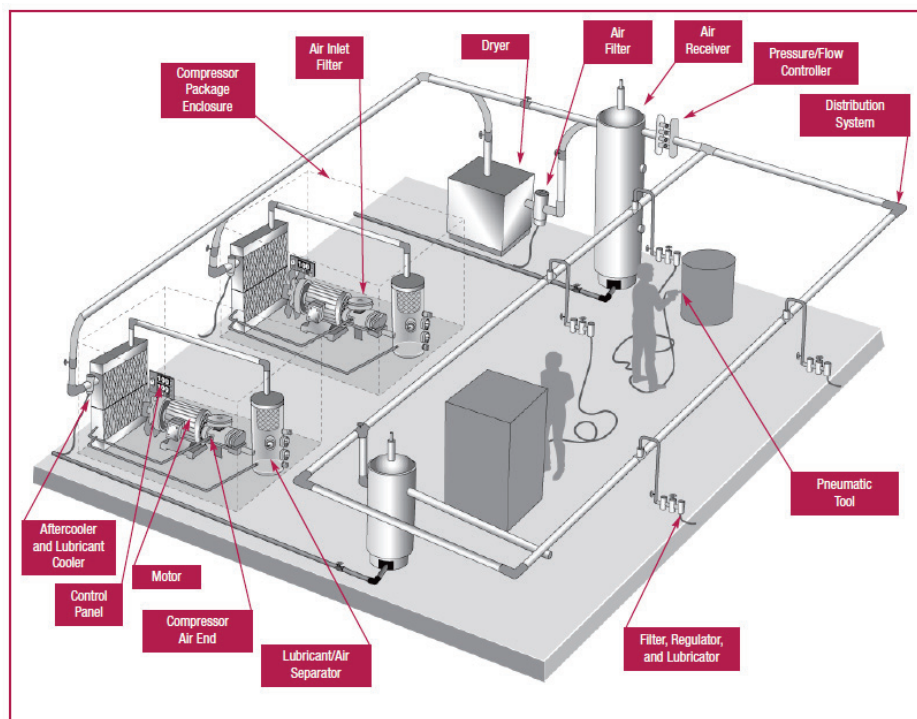 Compressor
Package
Enclosure
Air Inlet
Filter
Dryer
Air
Filter
Air
Receiver
Pressure/Flow
Controller
Distribution
System
Aftercooler
and Lubricant
Cooler
Control
Panel
Motor
Compressor
Air End
Lubricant/Air
Separator
Pneumatic
Tool
Filter, Regulator,
and Lubricator